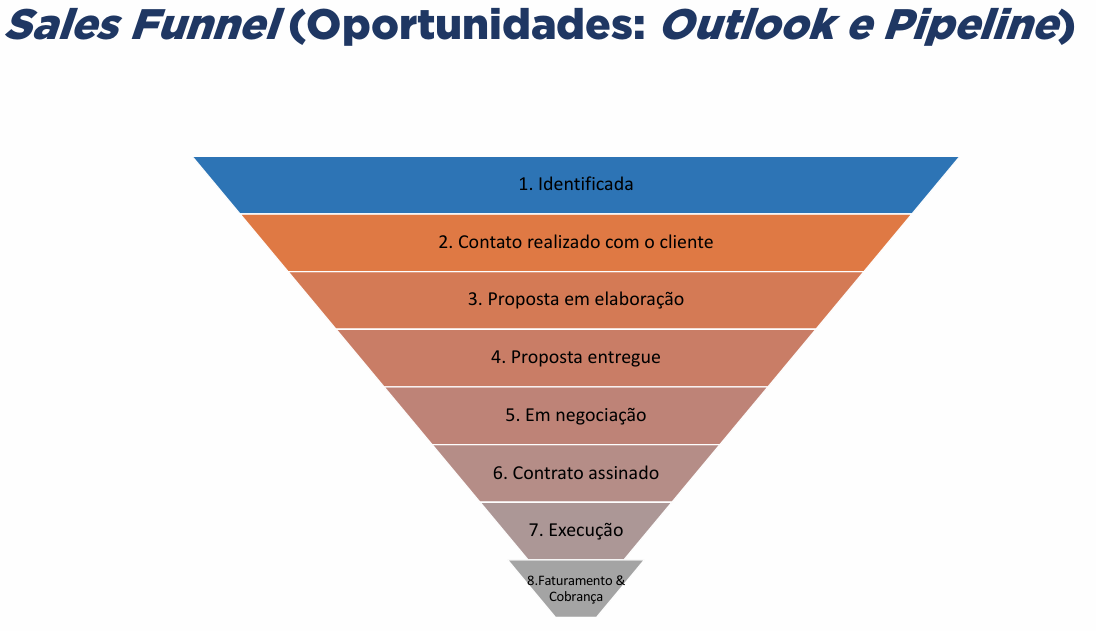 Sales Funnel (Oportunidades: Outlook e Pipeline)
1. Identificada
2. Contato realizado com o cliente
3. Proposta em elaboração
4. Proposta entregue
5. Em negociação
6. Contrato assinado
7. Execução
8.Faturamento &
Cobrança